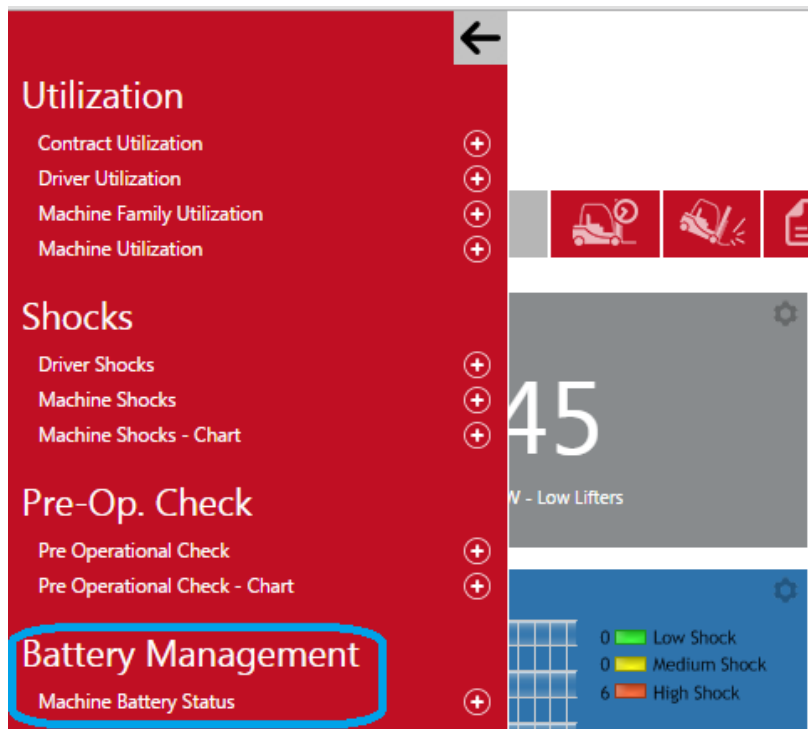 Utilization
Contract Utilization
Driver Utilization
Machine Family Utilization
Machine Utilization
Shocks
Driver Shocks
Machine Shocks
Machine Shocks - Chart
Pre-Op. Check
Pre Operational Check
Pre Operational Check - Chart
Battery Management
Machine Battery Status
45
- Low Lifters
0 Low Shock
0 Medium Shock
6 High Shock